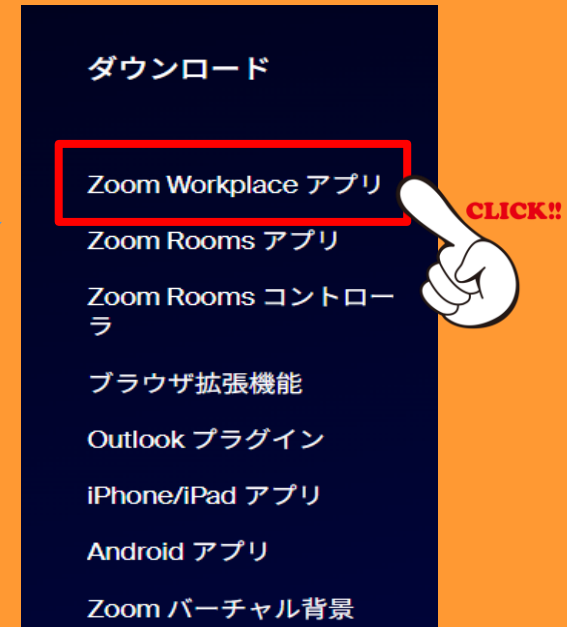 ダウンロード
Zoom Workplace アプリ
CLICK!!
Zoom Rooms アプリ
Zoom Rooms コントロー
ラ
ブラウザ拡張機能
Outlook プラグイン
iPhone/iPad アプリ
Android アプリ
Zoom バーチャル背景